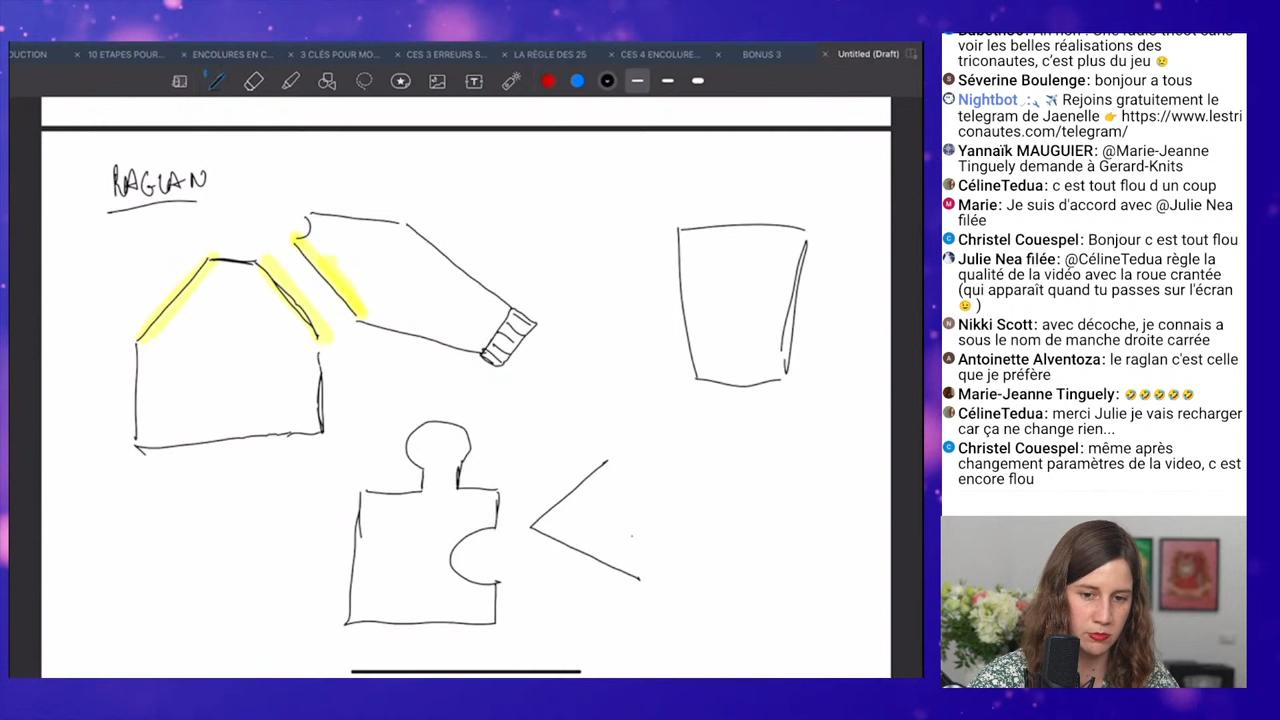 DUCTION
10 ETAPES POUR...
ENCOLURES EN C...
3 CLÉS POUR MO...
CES 3 ERREURS S...
LA RÈGLE DES 25
CES 4 ENCOLURE...
BONUS 3
Untitled (Draft)
RAGLAN
voir les belles réalisations des
triconautes, c'est plus du jeu 😢
Séverine Boulenge: bonjour a tous
Nightbot : Rejoins gratuitement le
telegram de Jaenelle 👉 https://www.lestri
conautes.com/telegram/
Yannaïk MAUGUIER: @Marie-Jeanne
Tinguely demande à Gerard-Knits
CélineTedua: c est tout flou d un coup
Marie: Je suis d'accord avec @Julie Nea
filée
Christel Couespel: Bonjour c est tout flou
Julie Nea filée: @CélineTedua règle la
qualité de la vidéo avec la roue crantée
(qui apparaît quand tu passes sur l'écran
😉 )
Nikki Scott: avec décoche, je connais a
sous le nom de manche droite carrée
Antoinette Alventoza: le raglan c'est celle
que je préfère
Marie-Jeanne Tinguely: 🤣🤣🤣🤣🤣
CélineTedua: merci Julie je vais recharger
car ça ne change rien...
Christel Couespel: même après
changement paramètres de la video, c est
encore flou